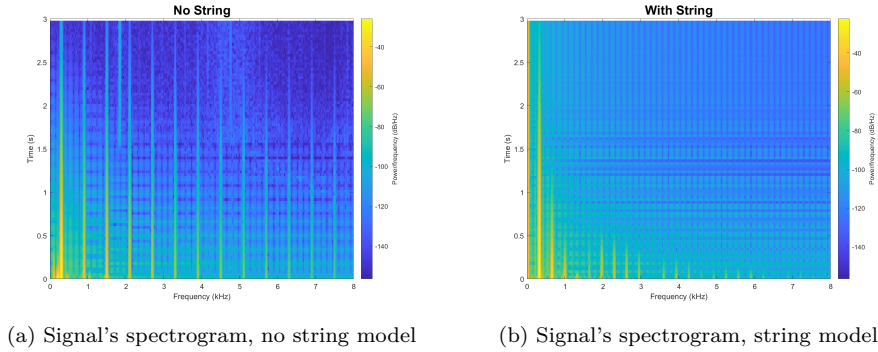 No String
With String
3
2.5
2
1.5
1
0.5
0
Time (s)
0 1 2 3 4 5 6 7 8
Frequency (kHz)
-40
-60
-80
-100
-120
-140
Power/frequency (dB/Hz)
3
2.5
2
1.5
1
0.5
0
Time (s)
0 1 2 3 4 5 6 7 8
Frequency (kHz)
-40
-60
-80
-100
-120
-140
Power/frequency (dB/Hz)
(a) Signal's spectrogram, no string model
(b) Signal's spectrogram, string model